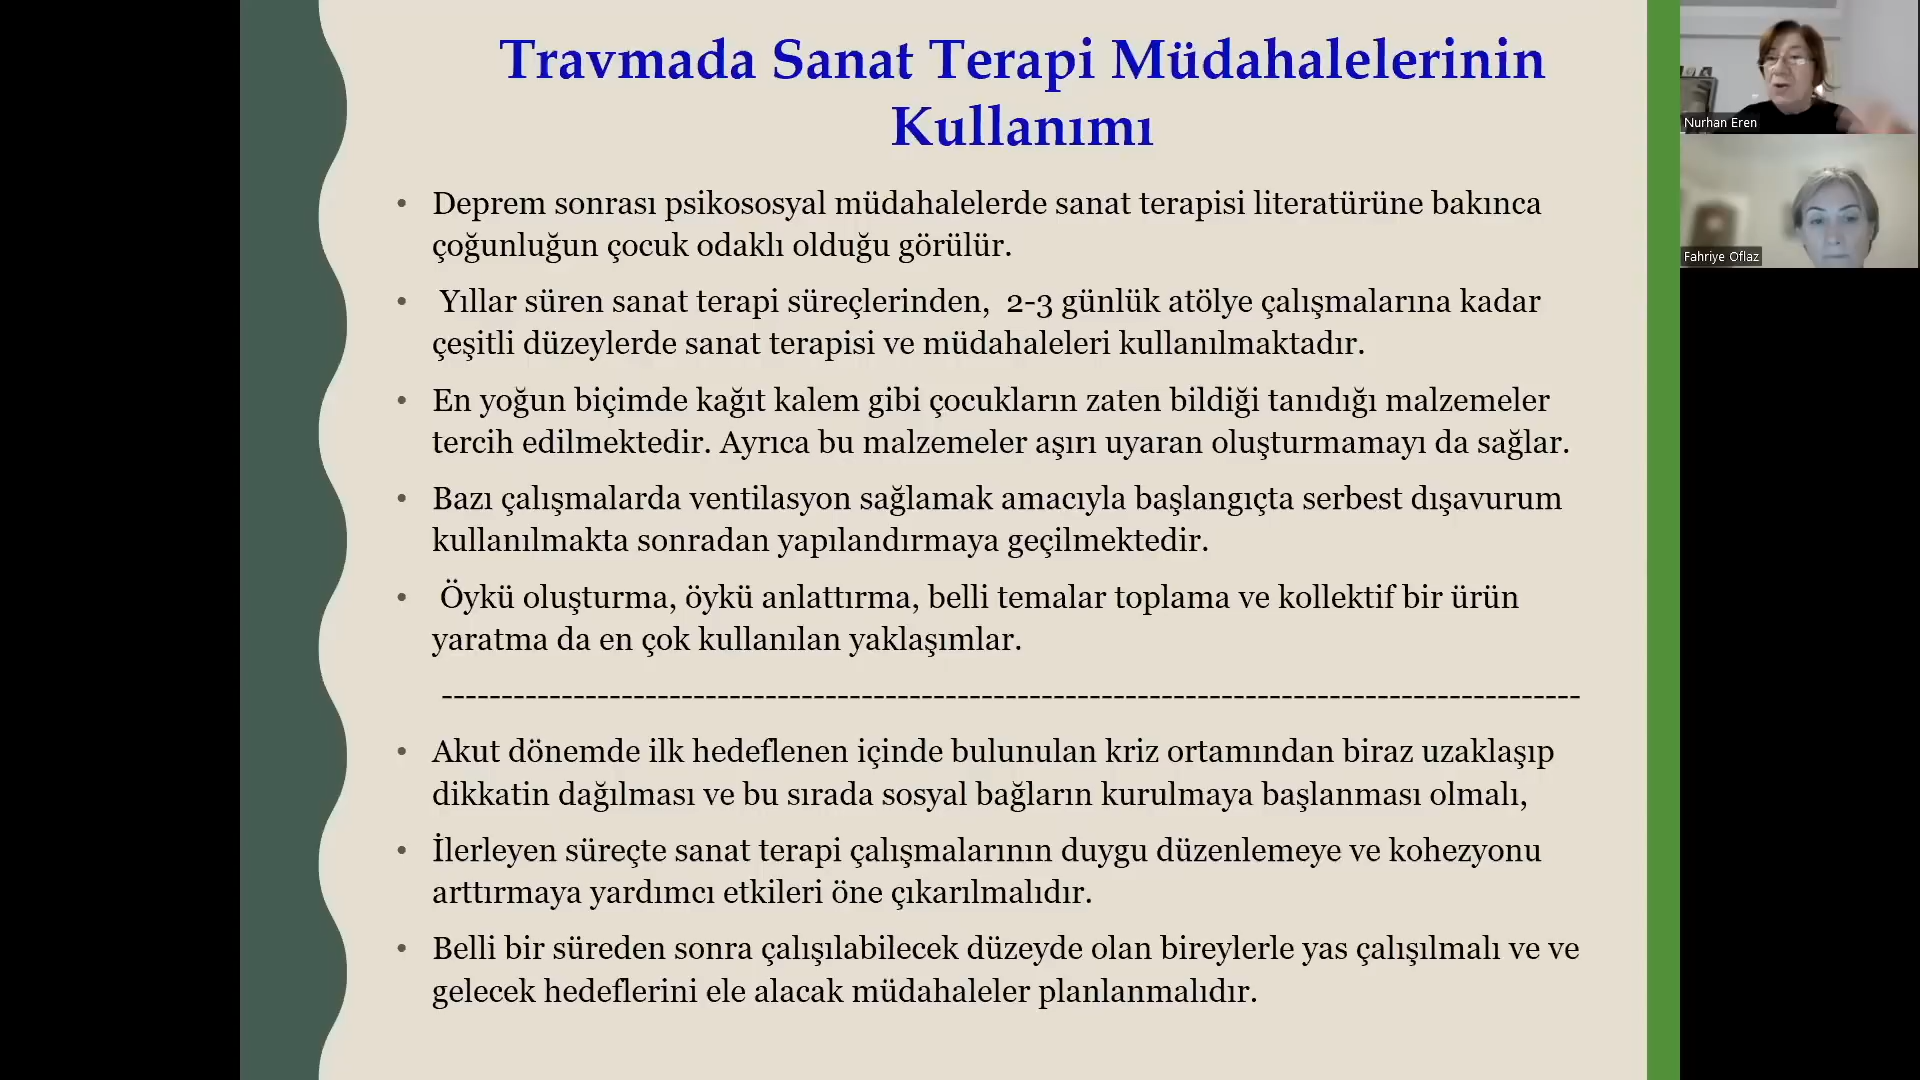 Travmada Sanat Terapi Müdahalelerinin
Kullanımı
• Deprem sonrası psikososyal müdahalelerde sanat terapisi literatürüne bakınca
çoğunluğun çocuk odaklı olduğu görülür.
• Yıllar süren sanat terapi süreçlerinden, 2-3 günlük atölye çalışmalarına kadar
çeşitli düzeylerde sanat terapisi ve müdahaleleri kullanılmaktadır.
• En yoğun biçimde kağıt kalem gibi çocukların zaten bildiği tanıdığı malzemeler
tercih edilmektedir. Ayrıca bu malzemeler aşırı uyaran oluşturmamayı da sağlar.
• Bazı çalışmalarda ventilasyon sağlamak amacıyla başlangıçta serbest dışavurum
kullanılmakta sonradan yapılandırmaya geçilmektedir.
• Öykü oluşturma, öykü anlattırma, belli temalar toplama ve kollektif bir ürün
yaratma da en çok kullanılan yaklaşımlar.
-----------------------------------------------------------------------------------------------
• Akut dönemde ilk hedeflenen içinde bulunulan kriz ortamından biraz uzaklaşıp
dikkatin dağılması ve bu sırada sosyal bağların kurulmaya başlanması olmalı,
• İlerleyen süreçte sanat terapi çalışmalarının duygu düzenlemeye ve kohezyonu
arttırmaya yardımcı etkileri öne çıkarılmalıdır.
• Belli bir süreden sonra çalışılabilecek düzeyde olan bireylerle yas çalışılmalı ve ve
gelecek hedeflerini ele alacak müdahaleler planlanmalıdır.
Nurhan Eren
Fahriye Oflaz